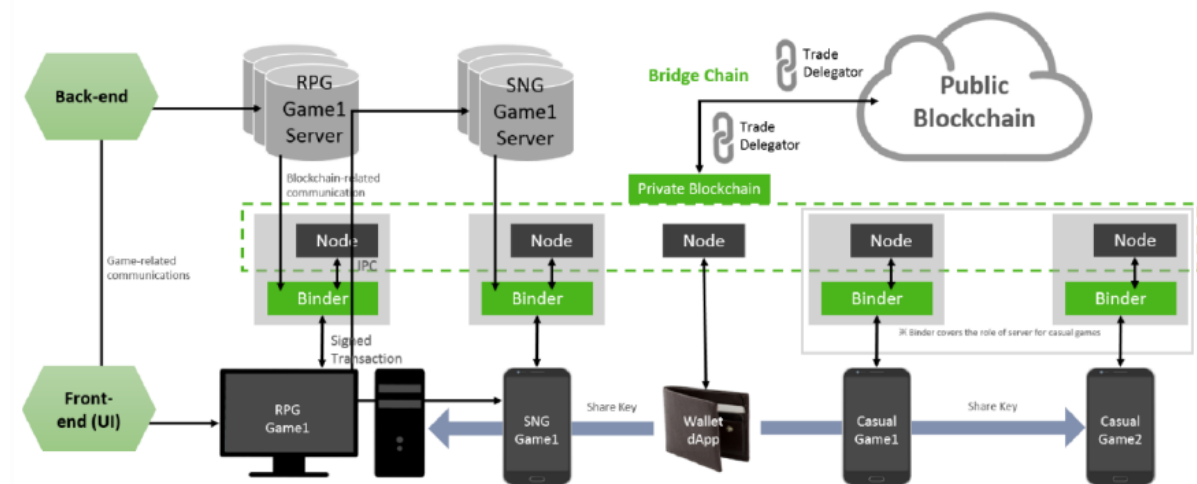 Back-end
RPG
Game1
Server
SNG
Game1
Server
Bridge Chain
Trade
Delegator
Trade
Delegator
Public
Blockchain
Blockchain-related
communication
Private Blockchain
Game-related
communications
Node
IPC
Binder
Node
Binder
Node
Node
Binder
Node
Binder
※ Binder covers the role of server for casual games
Signed
Transaction
Front-
end (UI)
RPG
Game1
SNG
Game1
Share Key
Wallet
dApp
Casual
Game1
Share Key
Casual
Game2